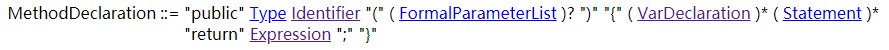 MethodDeclaration ::= "public" Type Identifier "(" ( FormalParameterList )? ")" "{" ( VarDeclaration )* ( Statement )*
"return" Expression ";" "}"